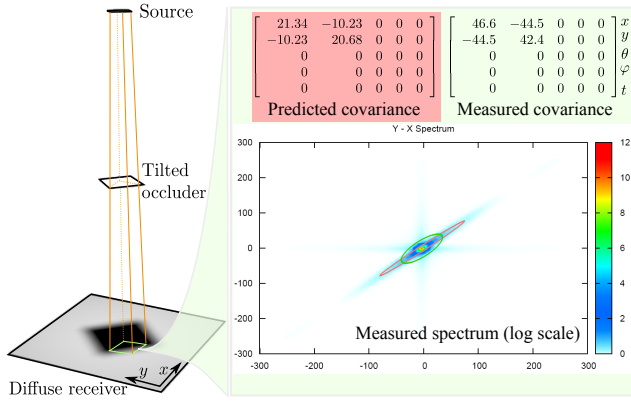 Source
Tilted
occluder
Diffuse receiver
y
x
21.34 −10.23 0 0 0
−10.23 20.68 0 0 0
0 0 0 0 0
0 0 0 0 0
0 0 0 0 0
Predicted covariance
46.6 −44.5 0 0 0 x
−44.5 42.4 0 0 0 y
0 0 0 0 0 θ
0 0 0 0 0 φ
0 0 0 0 0 t
Measured covariance
Y - X Spectrum
300
200
100
0
-100
-200
-300
-300 -200 -100 0 100 200 300
Measured spectrum (log scale)
12
10
8
6
4
2
0